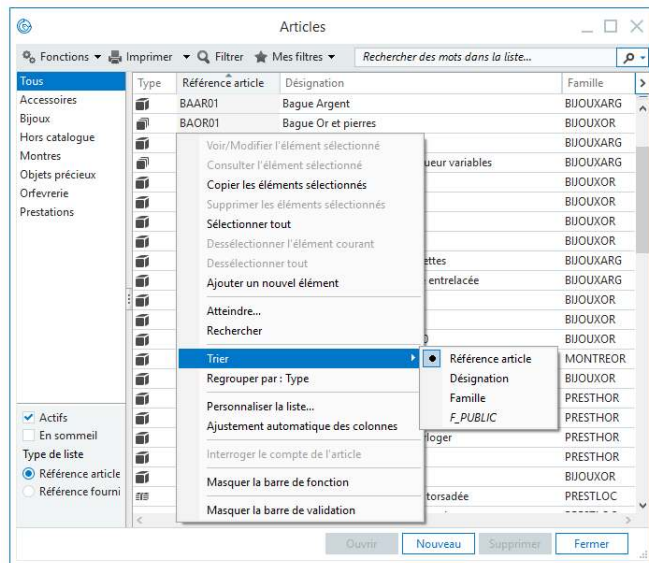 Articles
Fonctions Imprimer Filtrer Mes filtres Rechercher des mots dans la liste...
Tous
Accessoires
Bijoux
Hors catalogue
Montres
Objets précieux
Orfevrerie
Prestations
Type Référence article Désignation Famille
BAAR01 Bague Argent BIJOUXARG
BAOR01 Bague Or et pierres BIJOUXOR
BIJOUXARG
ueur variables BIJOUXARG
BIJOUXOR
BIJOUXOR
BIJOUXOR
BIJOUXOR
ettes BIJOUXARG
entrelacée BIJOUXARG
BIJOUXOR
BIJOUXOR
BIJOUXOR
MONTREOR
BIJOUXOR
PRESTHOR
PRESTHOR
loger PRESTHOR
PRESTHOR
BIJOUXOR
torsadée PRESTLOC
Voir/Modifier l'élément sélectionné
Consulter l'élément sélectionné
Copier les éléments sélectionnés
Supprimer les éléments sélectionnés
Sélectionner tout
Dessélectionner l'élément courant
Dessélectionner tout
Ajouter un nouvel élément
Atteindre...
Rechercher
Trier
Regrouper par : Type
Personnaliser la liste...
Ajustement automatique des colonnes
Interroger le compte de l'article
Masquer la barre de fonction
Masquer la barre de validation
Référence article
Désignation
Famille
F_PUBLIC
Actifs
En sommeil
Type de liste
Référence article
Référence fourni
Ouvrir Nouveau Supprimer Fermer